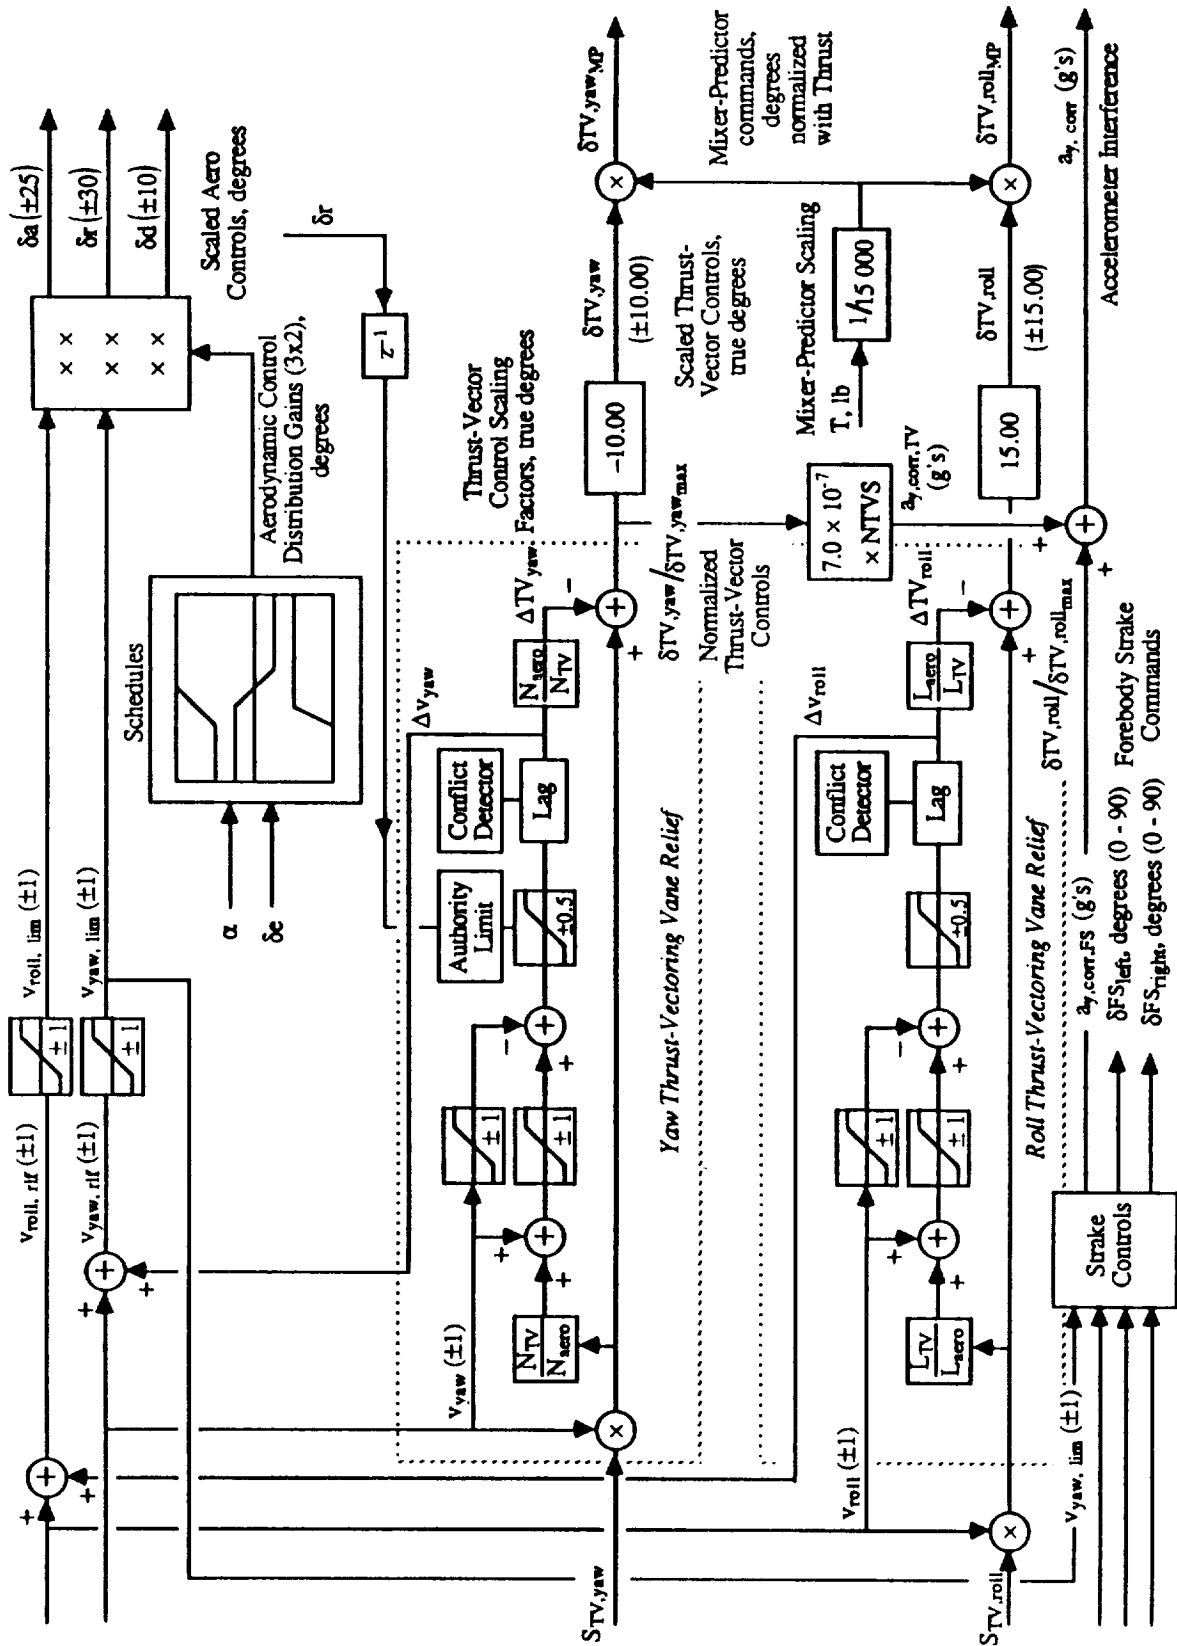 δa (±25)
δr (±30)
δd (±10)
Scaled Aero
Controls, degrees
δr
× ×
× ×
× ×
z⁻¹
Aerodynamic Control
Distribution Gains (3x2),
degrees
Schedules
α
δe
v_roll, lim (±1)
v_yaw, lim (±1)
± 1
± 1
v_roll, rlf (±1)
v_yaw, rlf (±1)
+
+
+
+
+
+
δTV,yaw_MP
Mixer-Predictor
commands,
degrees
normalized
with Thrust
×
δTV,yaw
(±10.00)
Scaled Thrust-
Vector Controls,
true degrees
−10.00
Thrust-Vector
Control Scaling
Factors, true degrees
ΔTV_yaw
−
+
+
δTV,yaw/δTV,yaw_max
Normalized
Thrust-Vector
Controls
N_aero
N_TV
Δv_yaw
Conflict
Detector
Lag
Authority
Limit
±0.5
−
+
+
± 1
± 1
+
+
+
N_TV
N_aero
v_yaw (±1)
Yaw Thrust-Vectoring Vane Relief
×
S_TV,yaw
δTV,roll_MP
×
Mixer-Predictor Scaling
1/15 000
T, lb
δTV,roll
(±15.00)
15.00
a_y,corr,TV
(g's)
7.0 × 10⁻⁷
× NTVS
a_y, corr (g's)
Accelerometer Interference
+
+
+
ΔTV_roll
−
+
+
δTV,roll/δTV,roll_max
L_aero
L_TV
Δv_roll
Conflict
Detector
Lag
±0.5
−
+
+
± 1
± 1
+
+
+
L_TV
L_aero
v_roll (±1)
Roll Thrust-Vectoring Vane Relief
×
S_TV,roll
a_y,corr,FS (g's)
δFS_left, degrees (0 - 90)
δFS_right, degrees (0 - 90)
Forebody Strake
Commands
Strake
Controls
v_yaw, lim (±1)